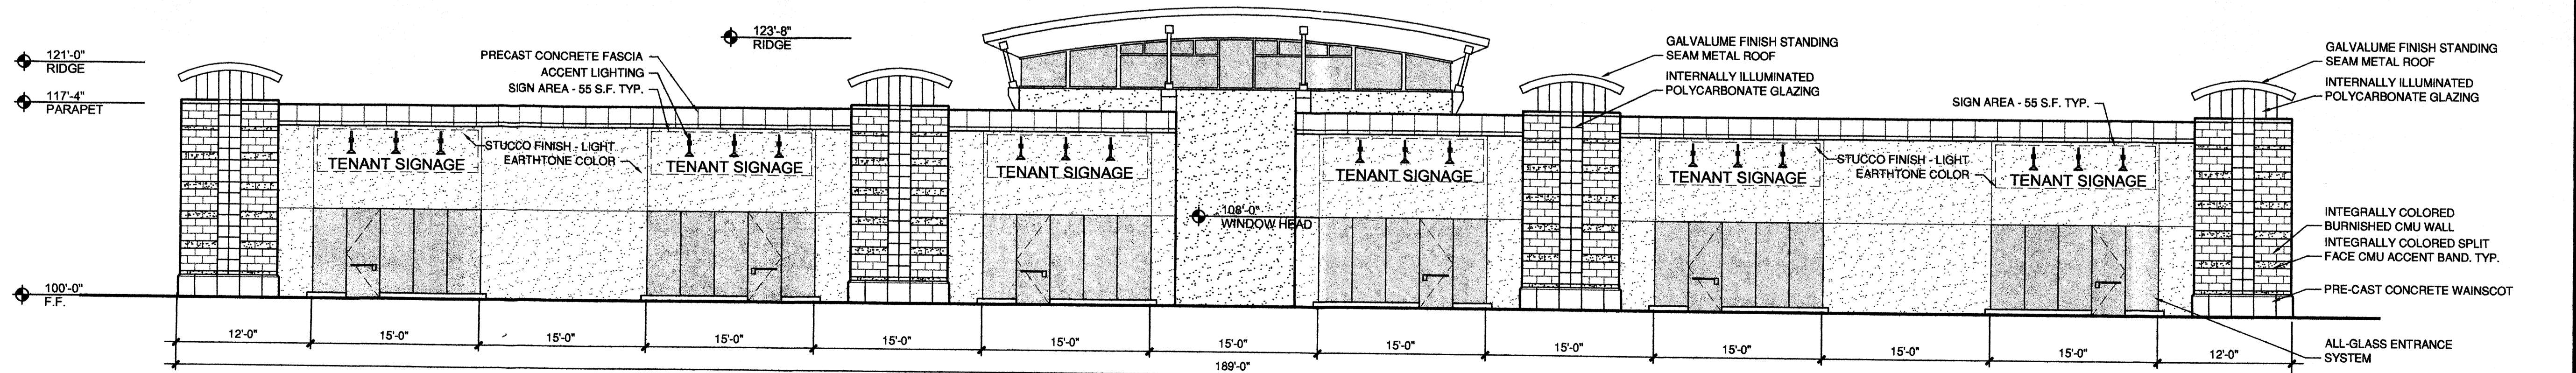 121'-0"
RIDGE
117'-4"
PARAPET
100'-0"
F.F.
123'-8"
RIDGE
PRECAST CONCRETE FASCIA
ACCENT LIGHTING
SIGN AREA - 55 S.F. TYP.
TENANT SIGNAGE
STUCCO FINISH - LIGHT
EARTHTONE COLOR
TENANT SIGNAGE
TENANT SIGNAGE
108'-0"
WINDOW HEAD
TENANT SIGNAGE
GALVALUME FINISH STANDING
SEAM METAL ROOF
INTERNALLY ILLUMINATED
POLYCARBONATE GLAZING
TENANT SIGNAGE
STUCCO FINISH - LIGHT
EARTHTONE COLOR
SIGN AREA - 55 S.F. TYP.
TENANT SIGNAGE
GALVALUME FINISH STANDING
SEAM METAL ROOF
INTERNALLY ILLUMINATED
POLYCARBONATE GLAZING
INTEGRALLY COLORED
BURNISHED CMU WALL
INTEGRALLY COLORED SPLIT
FACE CMU ACCENT BAND. TYP.
PRE-CAST CONCRETE WAINSCOT
ALL-GLASS ENTRANCE
SYSTEM
12'-0"
15'-0"
15'-0"
15'-0"
15'-0"
15'-0"
15'-0"
15'-0"
15'-0"
15'-0"
15'-0"
15'-0"
12'-0"
189'-0"